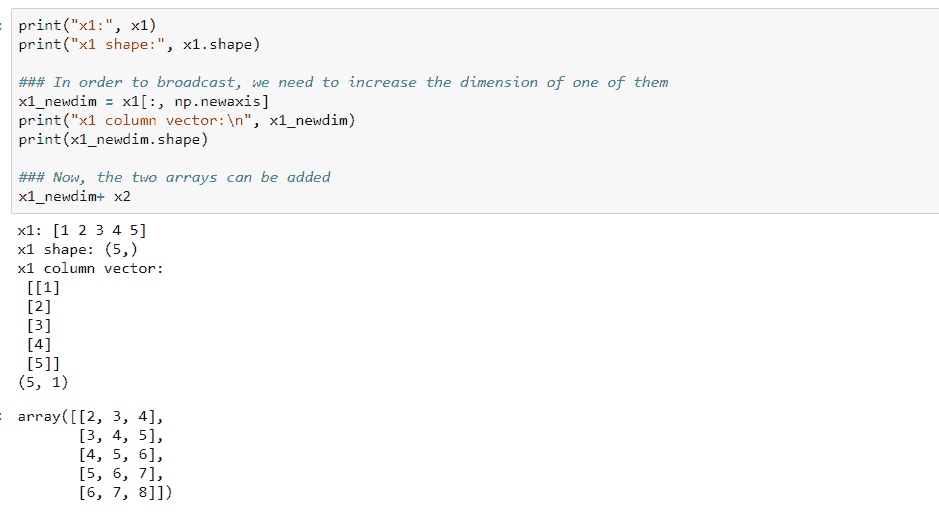 print("x1:", x1)
print("x1 shape:", x1.shape)
### In order to broadcast, we need to increase the dimension of one of them
x1_newdim = x1[:, np.newaxis]
print("x1 column vector:\n", x1_newdim)
print(x1_newdim.shape)
### Now, the two arrays can be added
x1_newdim+ x2
x1: [1 2 3 4 5]
x1 shape: (5,)
x1 column vector:
 [[1]
 [2]
 [3]
 [4]
 [5]]
(5, 1)
array([[2, 3, 4],
       [3, 4, 5],
       [4, 5, 6],
       [5, 6, 7],
       [6, 7, 8]])